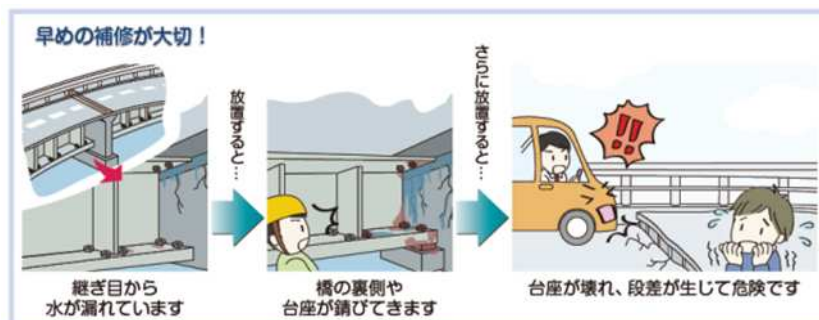 早めの補修が大切！
放置すると…
さらに放置すると…
!!
継ぎ目から
水が漏れています
橋の裏側や
台座が錆びてきます
台座が壊れ、段差が生じて危険です